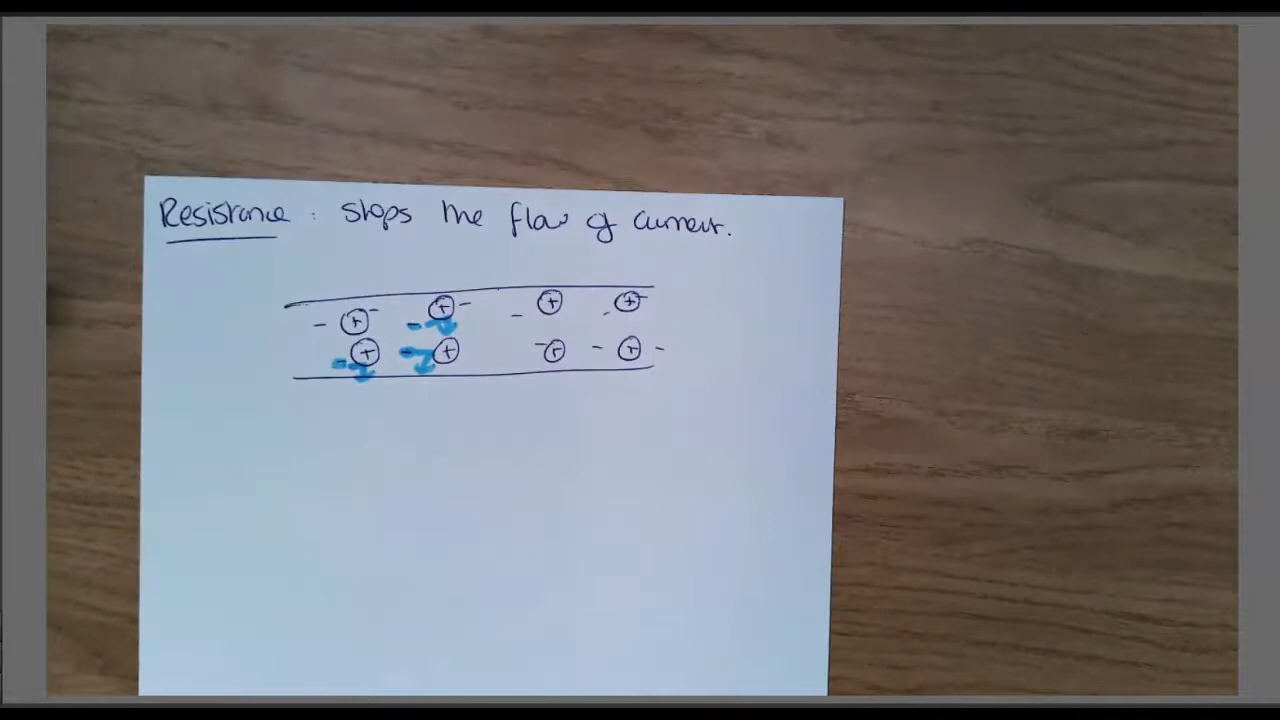 Resistance : stops the flow of current.
- + - + - - + - +
- + - + - + - + -